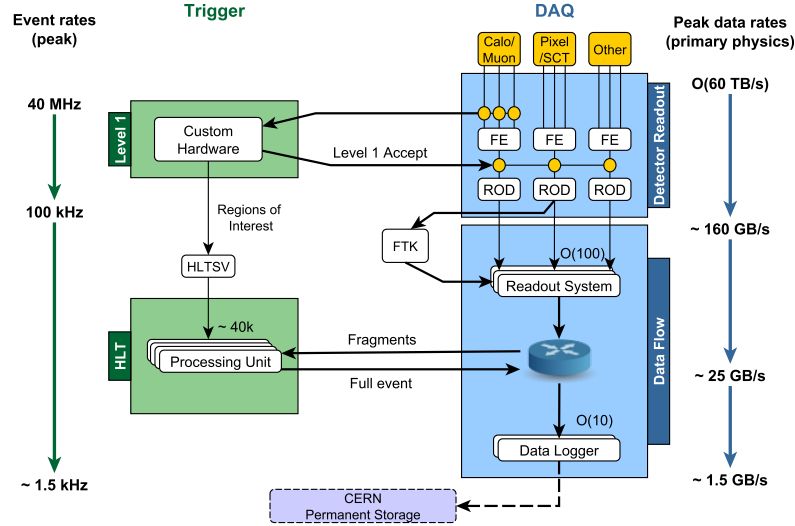 Event rates
(peak)
Trigger
DAQ
Peak data rates
(primary physics)
Calo/
Muon
Pixel
/SCT
Other
40 MHz
O(60 TB/s)
Level 1
Custom
Hardware
FE
FE
FE
Detector Readout
Level 1 Accept
ROD
ROD
ROD
100 kHz
Regions of
Interest
~ 160 GB/s
FTK
O(100)
HLTSV
Readout System
~ 40k
HLT
Processing Unit
Fragments
Full event
Data Flow
~ 25 GB/s
O(10)
Data Logger
~ 1.5 kHz
~ 1.5 GB/s
CERN
Permanent Storage